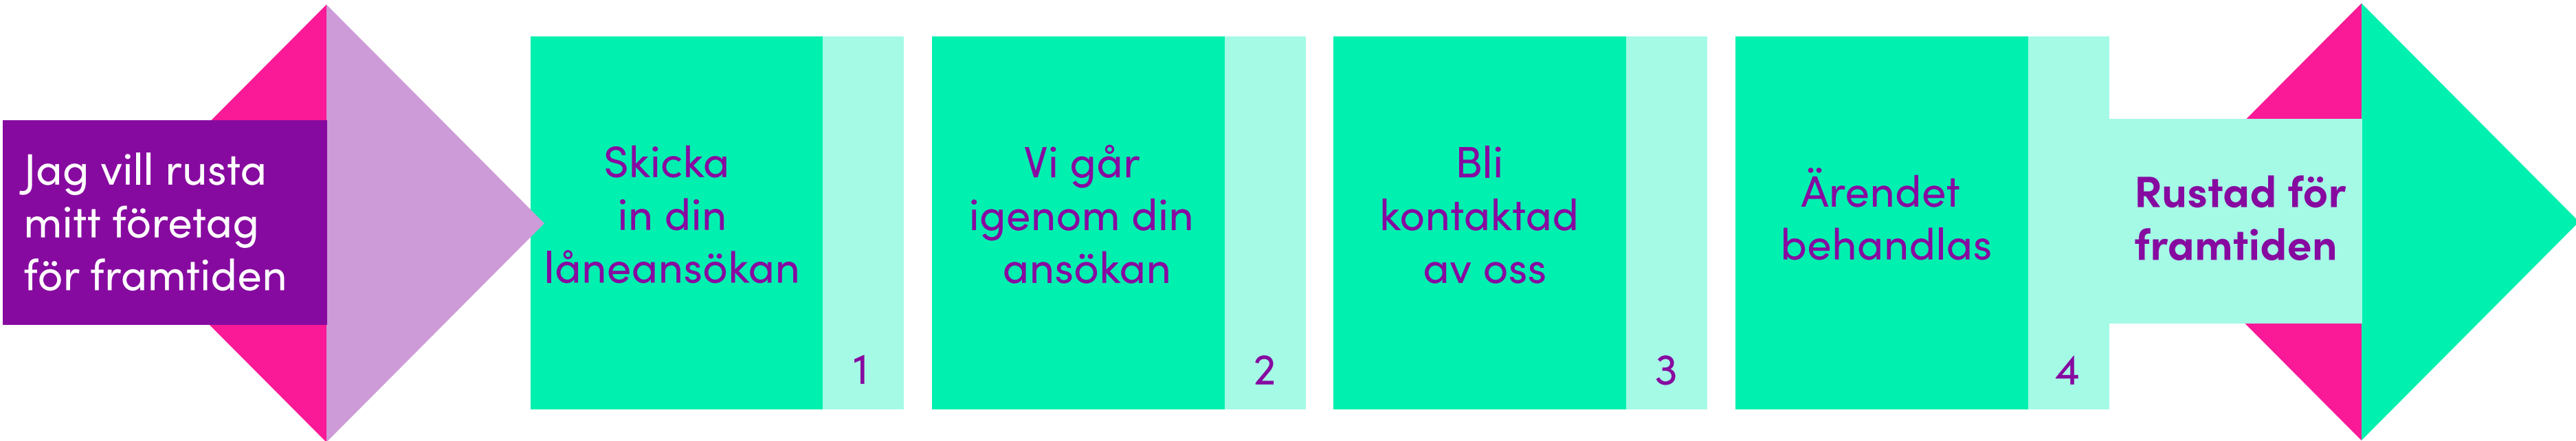 Jag vill rusta
mitt företag
för framtiden
Skicka
in din
låneansökan
1
Vi går
igenom din
ansökan
2
Bli
kontaktad
av oss
3
Ärendet
behandlas
4
Rustad för
framtiden